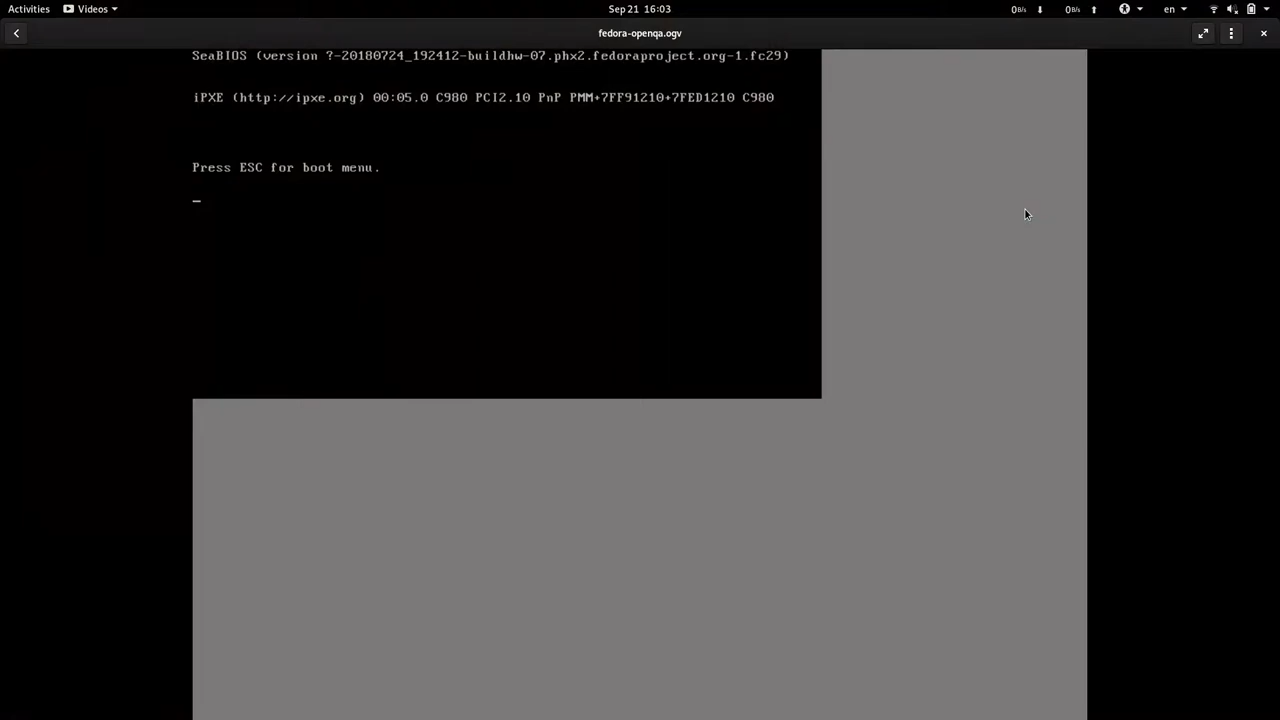 Activities Videos Sep 21 16:03 0B/s 0B/s en
fedora-openqa.ogv
SeaBIOS (version ?-20180724_192412-buildhw-07.phx2.fedoraproject.org-1.fc29)
iPXE (http://ipxe.org) 00:05.0 C980 PCI2.10 PnP PMM+7FF91210+7FED1210 C980
Press ESC for boot menu.
_